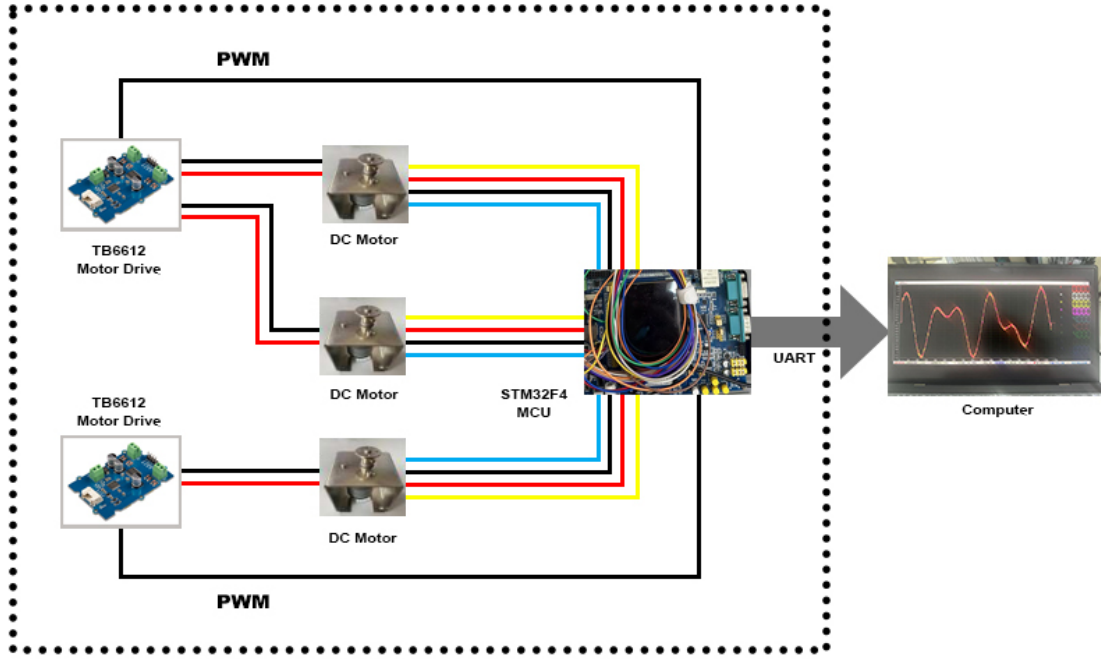 PWM
TB6612
Motor Drive
DC Motor
DC Motor
STM32F4
MCU
UART
Computer
TB6612
Motor Drive
DC Motor
PWM